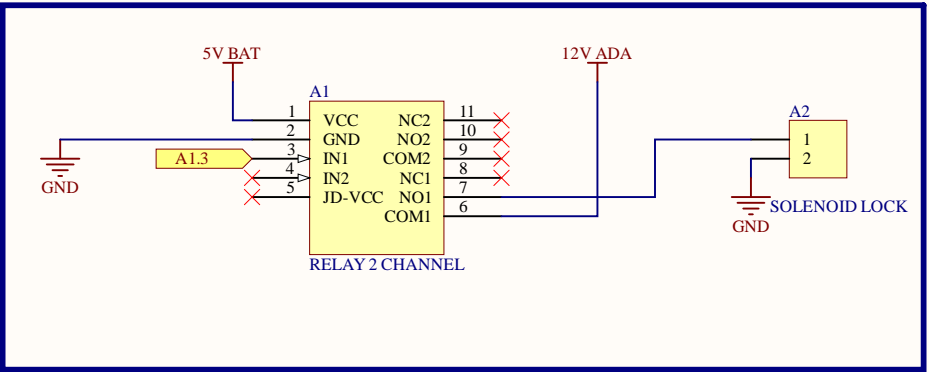 5V BAT
12V ADA
A1
A2
1 VCC NC2 11
2 GND NO2 10
A1.3 3 IN1 COM2 9
4 IN2 NC1 8
5 JD-VCC NO1 7
COM1 6
RELAY 2 CHANNEL
GND
1
2
GND
SOLENOID LOCK